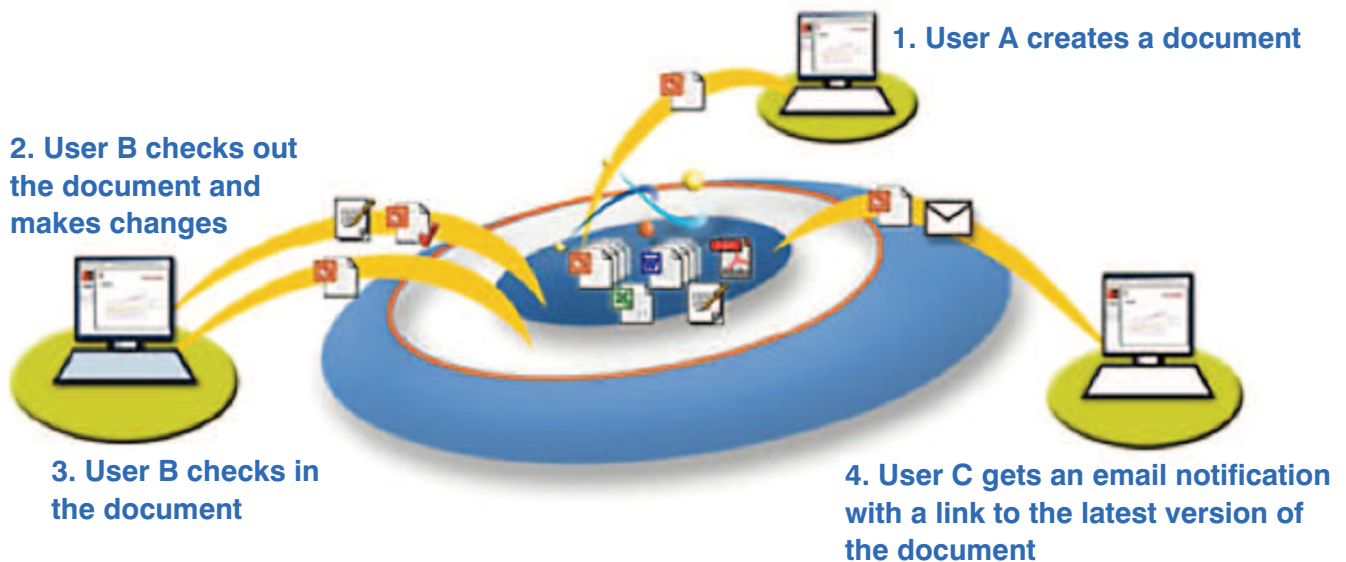 1. User A creates a document
2. User B checks out
the document and
makes changes
3. User B checks in
the document
4. User C gets an email notification
with a link to the latest version of
the document